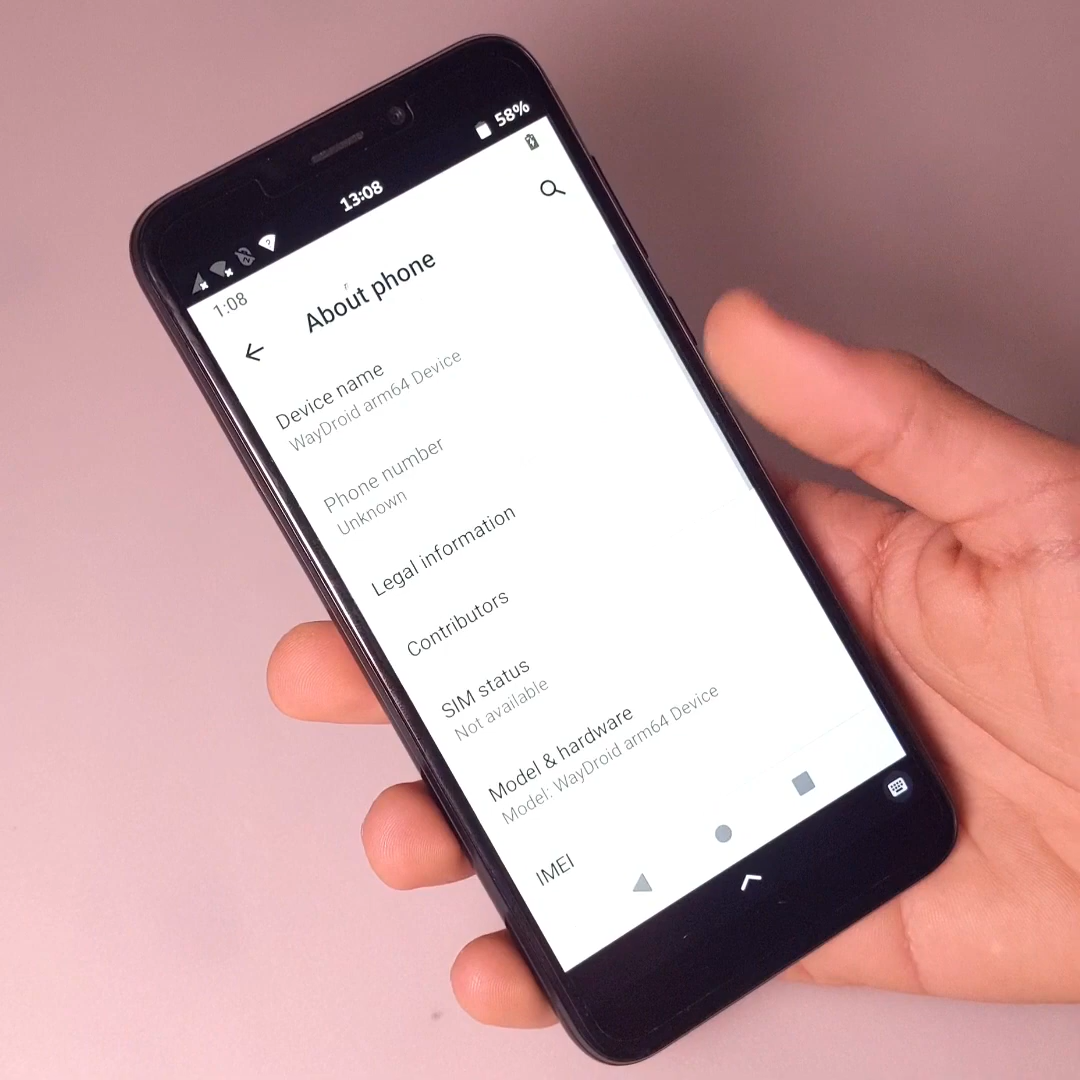 58%
13:08
1:08
About phone
Device name
WayDroid arm64 Device
Phone number
Unknown
Legal information
Contributors
SIM status
Not available
Model & hardware
Model: WayDroid arm64 Device
IMEI